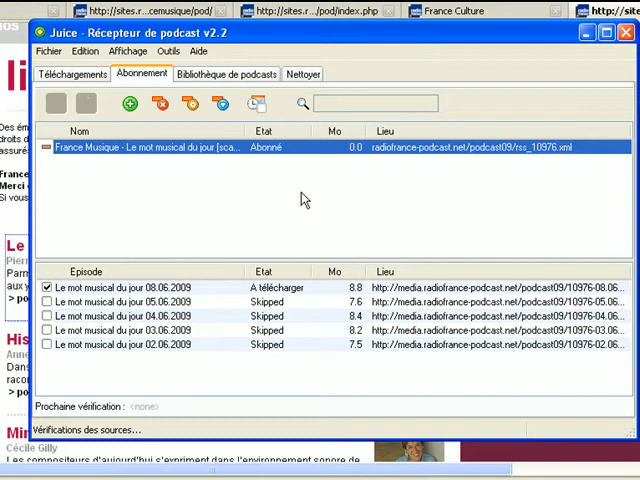 http://sites.r...cemusique/pod/
http://sites.r.../pod/index.php
France Culture
http://sites
Juice - Récepteur de podcast v2.2
Fichier Edition Affichage Outils Aide
Téléchargements Abonnement Bibliothèque de podcasts Nettoyer
Nom Etat Mo Lieu
France Musique - Le mot musical du jour [sca... Abonné 0.0 radiofrance-podcast.net/podcast09/rss_10976.xml
Episode Etat Mo Lieu
Le mot musical du jour 08.06.2009 A télécharger 8.8 http://media.radiofrance-podcast.net/podcast09/10976-08.06...
Le mot musical du jour 05.06.2009 Skipped 7.6 http://media.radiofrance-podcast.net/podcast09/10976-05.06...
Le mot musical du jour 04.06.2009 Skipped 8.4 http://media.radiofrance-podcast.net/podcast09/10976-04.06...
Le mot musical du jour 03.06.2009 Skipped 8.2 http://media.radiofrance-podcast.net/podcast09/10976-03.06...
Le mot musical du jour 02.06.2009 Skipped 7.5 http://media.radiofrance-podcast.net/podcast09/10976-02.06...
Prochaine vérification : <none>
Vérifications des sources...
li
Des ém
droits d
assuré
France
Merci
Si vous
Le
Pierr
Parm
aux y
> po
His
Anne
Dans
racor
> po
Min
Cécile Gilly
Les compositeurs d'aujourd'hui s'expriment dans l'environnement sonore de